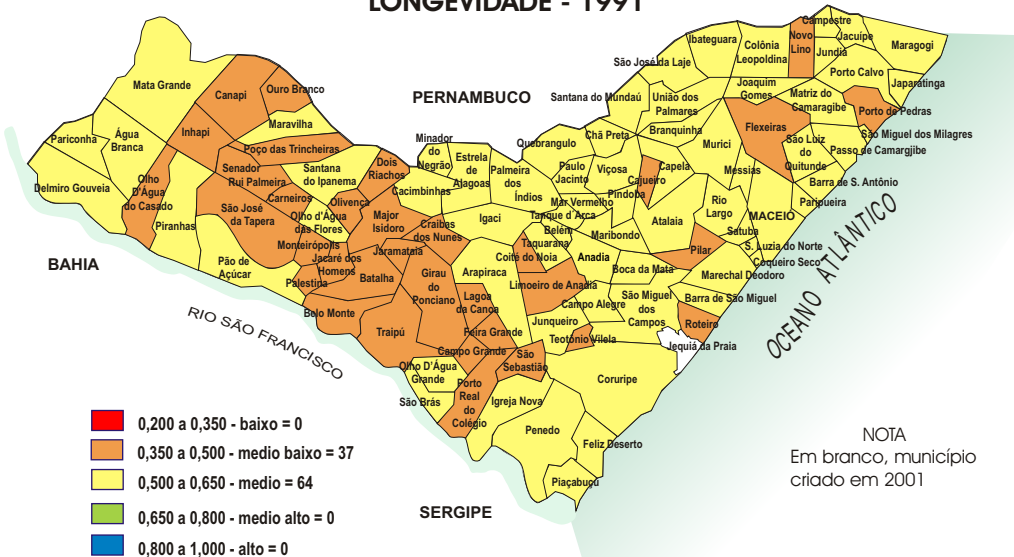 LONGEVIDADE - 1991
Campestre
Ibateguara
Colônia
Leopoldina
Novo
Lino
Jacuípe
Jundiá
Maragogi
São José da Laje
Porto Calvo
Mata Grande
Canapi
Ouro Branco
PERNAMBUCO
Santana do Mundaú
União dos
Palmares
Joaquim
Gomes
Matriz do
Camaragibe
Japaratinga
Porto de Pedras
Maravilha
Inhapi
Pariconha
Água
Branca
Poço das Trincheiras
Minador
do
Negrão
Quebrangulo
Chã Preta
Branquinha
Flexeiras
São Miguel dos Milagres
Murici
São Luiz
do
Quitunde
Passo de Camargjibe
Senador
Rui Palmeira
Santana
do Ipanema
Dois
Riachos
Estrela
de
Alagoas
Palmeira
dos
Índios
Paulo
Jacinto
Viçosa
Cajueiro
Capela
Messias
Delmiro Gouveia
Olho
D'Água
do Casado
Carneiros
Olivença
Cacimbinhas
Pindoba
Mar Vermelho
Barra de S. Antônio
Paripueira
Piranhas
São José
da Tapera
Olho d'Água
das Flores
Major
Isidoro
Craibas
dos Nunes
Igaci
Tanque d'Arca
Belém
Taquarana
Maribondo
Atalaia
Rio
Largo
MACEIÓ
Satuba
Monteirópolis
Jacaré dos
Homens
Jaramataia
Coité do Noia
Anadia
Pilar
S. Luzia do Norte
Coqueiro Seco
BAHIA
Pão de
Açúcar
Palestina
Batalha
Girau
do
Ponciano
Arapiraca
Limoeiro de Anadia
Boca da Mata
Marechal Deodoro
OCEANO ATLÂNTICO
Belo Monte
Lagoa
da Canoa
Campo Alegre
São Miguel
dos
Campos
Barra de São Miguel
RIO SÃO FRANCISCO
Traipú
Feira Grande
Junqueiro
Teotônio Vilela
Roteiro
Jequiá da Praia
Campo Grande
São
Sebastião
Olho D'Água
Grande
Porto
Real
do
Colégio
Coruripe
São Brás
Igreja Nova
Penedo
Feliz Deserto
Piaçabuçú
SERGIPE
0,200 a 0,350 - baixo = 0
0,350 a 0,500 - medio baixo = 37
0,500 a 0,650 - medio = 64
0,650 a 0,800 - medio alto = 0
0,800 a 1,000 - alto = 0
NOTA
Em branco, município
criado em 2001